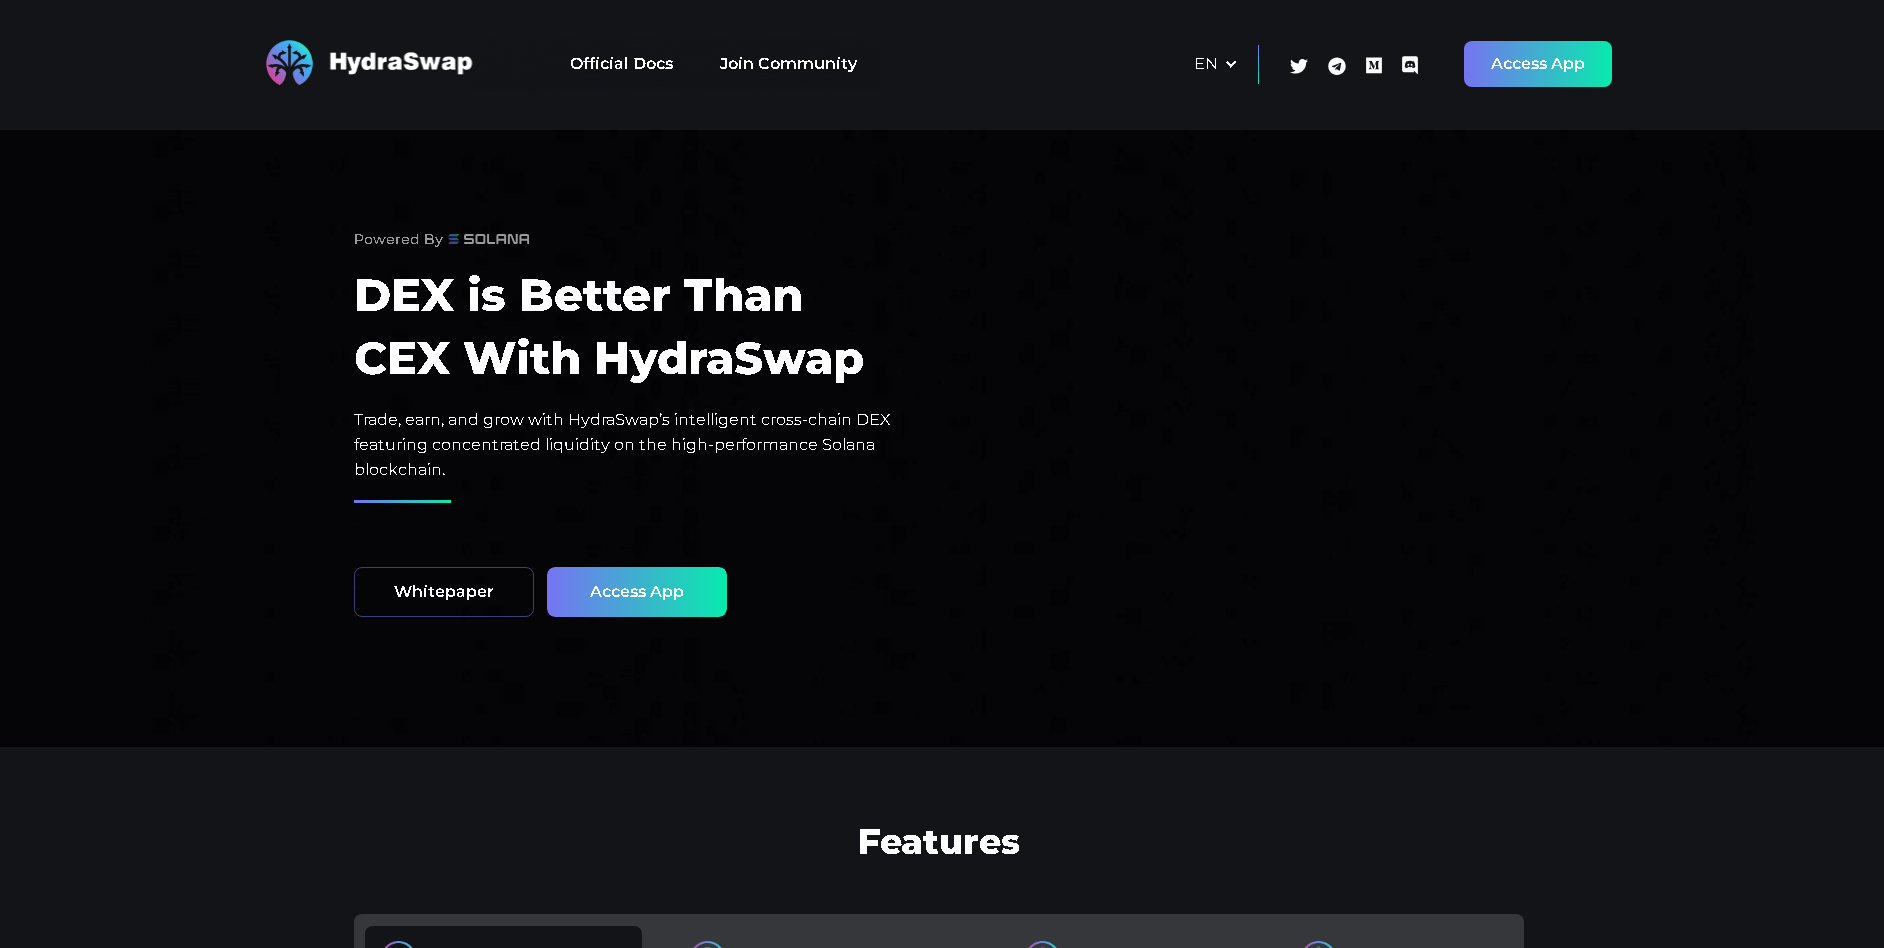 HydraSwap
Official Docs
Join Community
EN
Access App
Powered By SOLANA
DEX is Better Than
CEX With HydraSwap
Trade, earn, and grow with HydraSwap's intelligent cross-chain DEX
featuring concentrated liquidity on the high-performance Solana
blockchain.
Whitepaper
Access App
Features